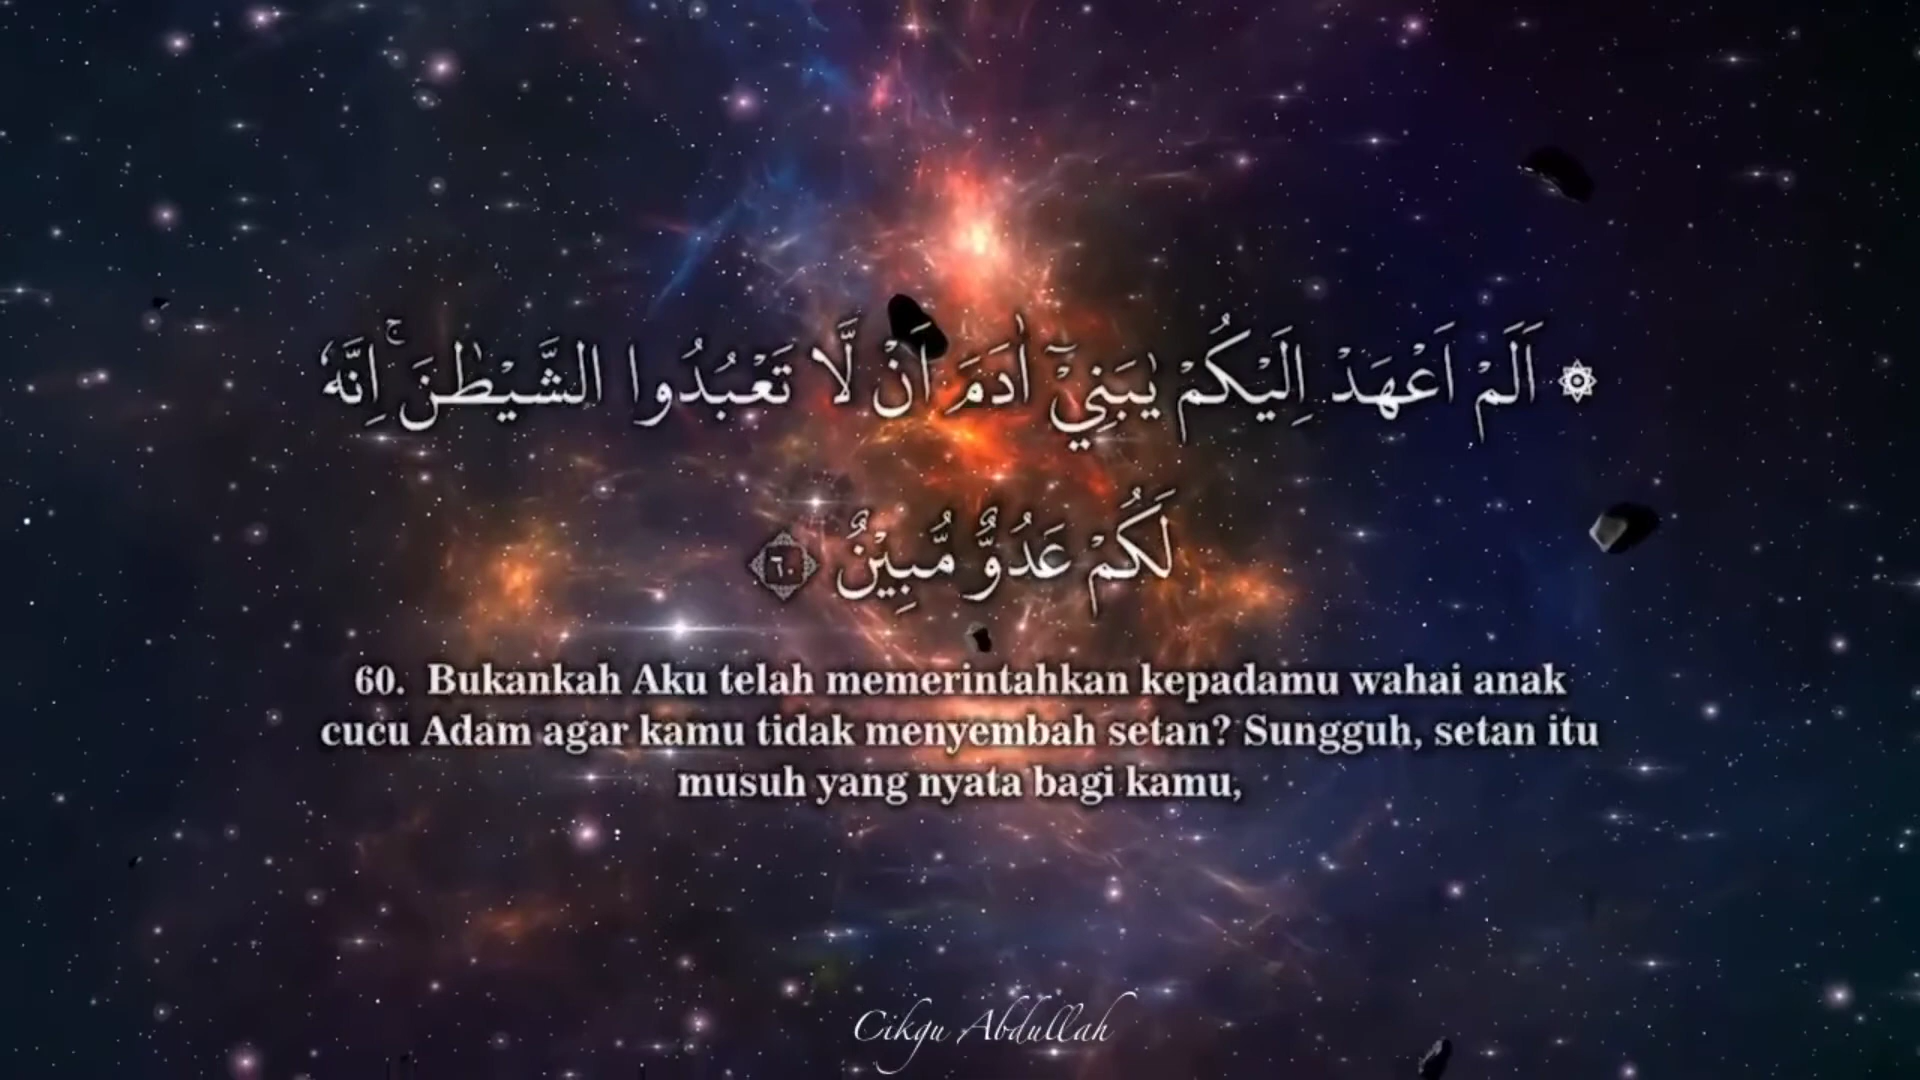 ۞ اَلَمْ اَعْهَدْ اِلَيْكُمْ يٰبَنِيْٓ اٰدَمَ اَنْ لَّا تَعْبُدُوا الشَّيْطٰنَۚ اِنَّهٗ
لَكُمْ عَدُوٌّ مُّبِيْنٌ ٦٠
60. Bukankah Aku telah memerintahkan kepadamu wahai anak
cucu Adam agar kamu tidak menyembah setan? Sungguh, setan itu
musuh yang nyata bagi kamu,
Cikgu Abdullah